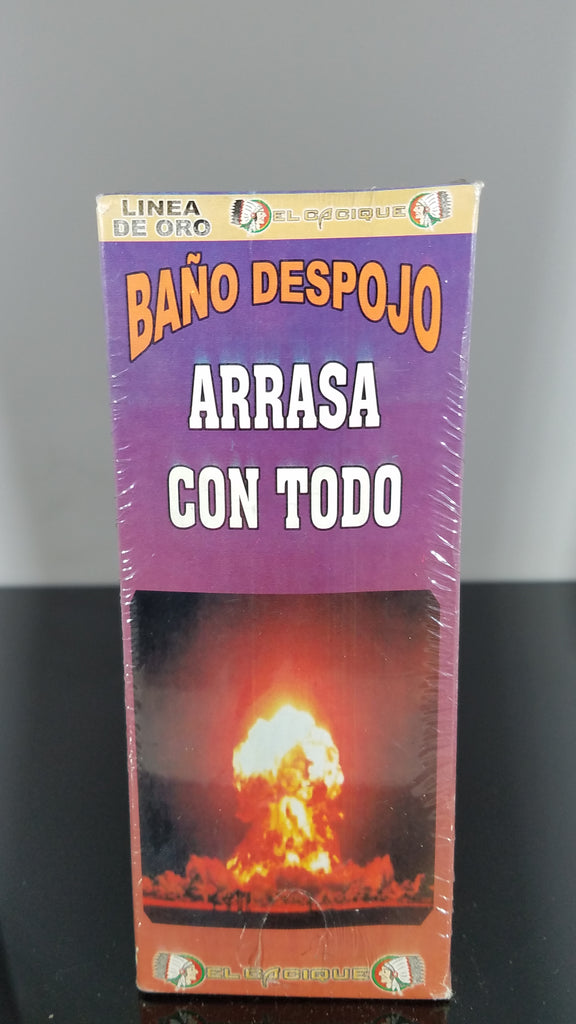 LINEA
DE ORO
EL CACIQUE
BAÑO DESPOJO
ARRASA
CON TODO
EL CACIQUE